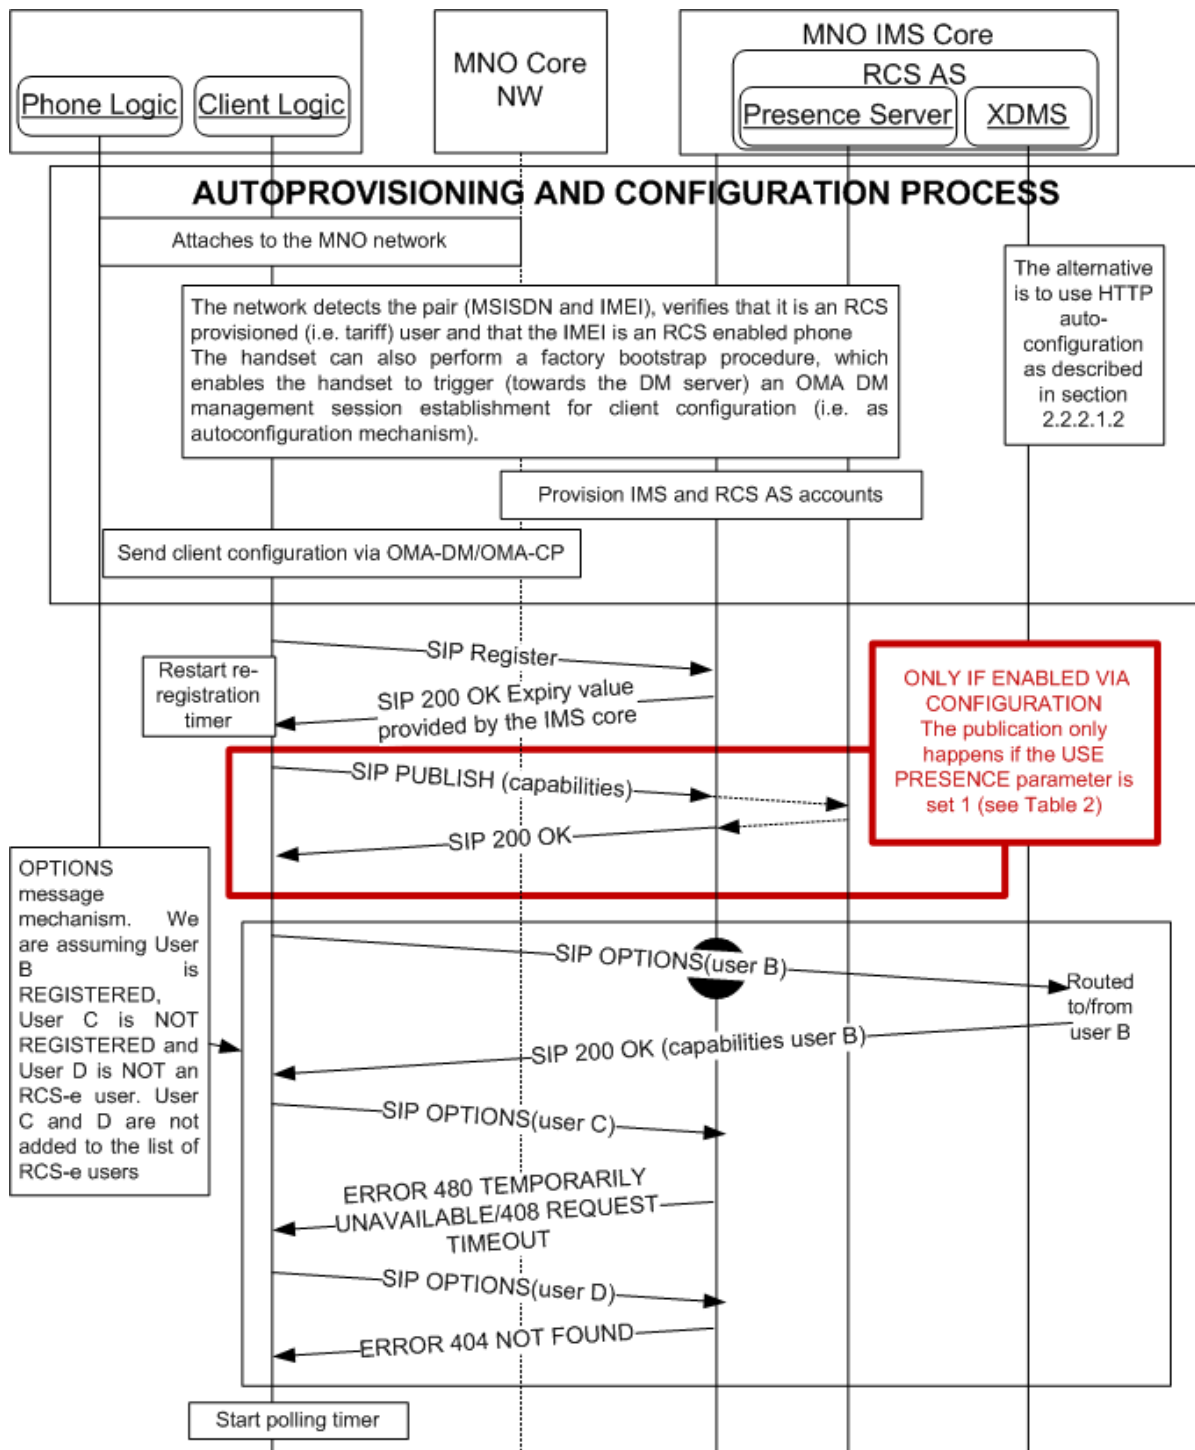 MNO Core
NW
MNO IMS Core
RCS AS
Phone Logic
Client Logic
Presence Server
XDMS
AUTOPROVISIONING AND CONFIGURATION PROCESS
Attaches to the MNO network
The network detects the pair (MSISDN and IMEI), verifies that it is an RCS
provisioned (i.e. tariff) user and that the IMEI is an RCS enabled phone
The handset can also perform a factory bootstrap procedure, which
enables the handset to trigger (towards the DM server) an OMA DM
management session establishment for client configuration (i.e. as
autoconfiguration mechanism).
The alternative
is to use HTTP
auto-
configuration
as described
in section
2.2.2.1.2
Provision IMS and RCS AS accounts
Send client configuration via OMA-DM/OMA-CP
SIP Register
Restart re-
registration
timer
SIP 200 OK Expiry value
provided by the IMS core
ONLY IF ENABLED VIA
CONFIGURATION
The publication only
happens if the USE
PRESENCE parameter is
set 1 (see Table 2)
SIP PUBLISH (capabilities)
SIP 200 OK
OPTIONS
message
mechanism. We
are assuming User
B is
REGISTERED,
User C is NOT
REGISTERED and
User D is NOT an
RCS-e user. User
C and D are not
added to the list of
RCS-e users
SIP OPTIONS(user B)
Routed
to/from
user B
SIP 200 OK (capabilities user B)
SIP OPTIONS(user C)
ERROR 480 TEMPORARILY
UNAVAILABLE/408 REQUEST
TIMEOUT
SIP OPTIONS(user D)
ERROR 404 NOT FOUND
Start polling timer